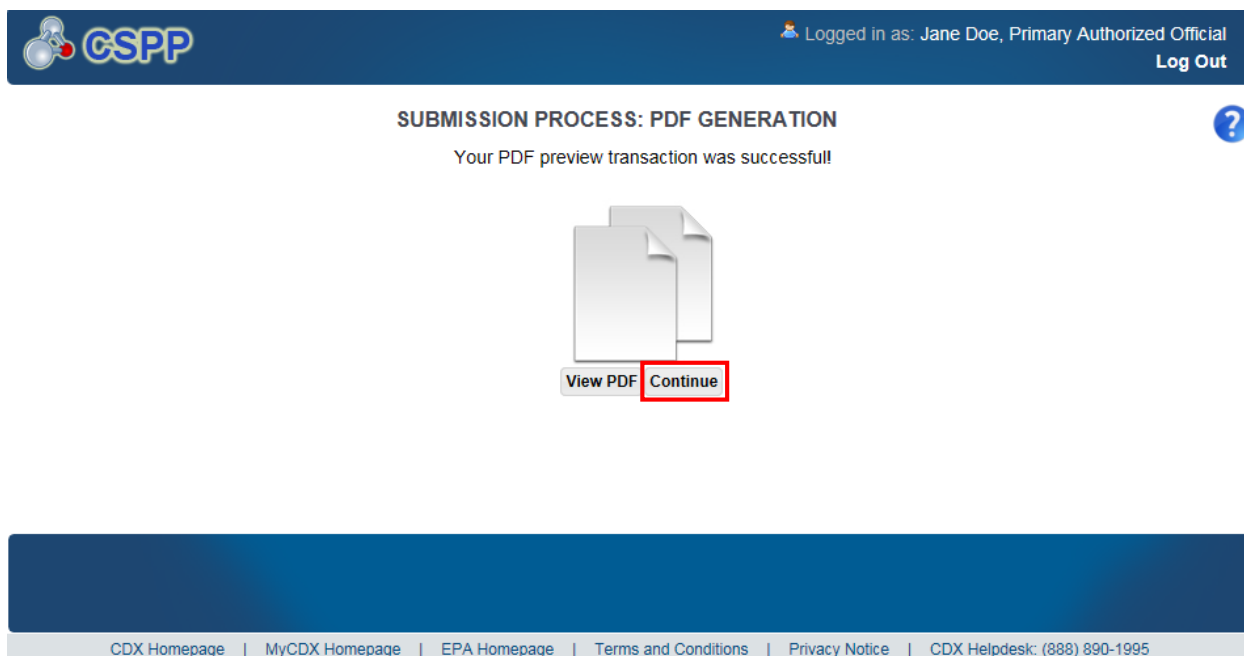 CSPP
Logged in as: Jane Doe, Primary Authorized Official
Log Out
SUBMISSION PROCESS: PDF GENERATION
?
Your PDF preview transaction was successful!
View PDF Continue
CDX Homepage | MyCDX Homepage | EPA Homepage | Terms and Conditions | Privacy Notice | CDX Helpdesk: (888) 890-1995